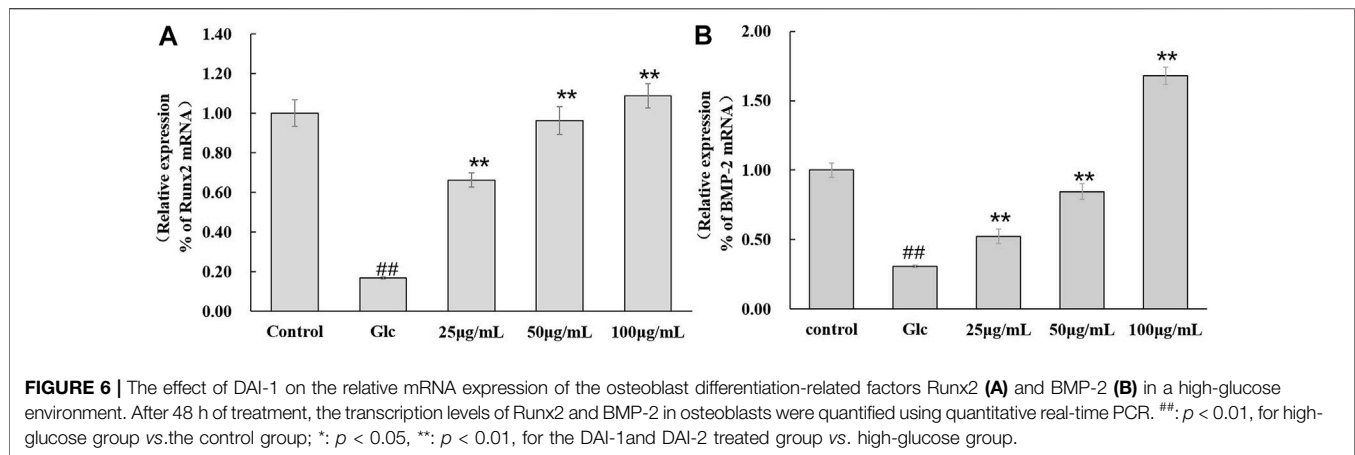 A
(Relative expression
% of Runx2 mRNA)
1.40
1.20
1.00
0.80
0.60
0.40
0.20
0.00
##
**
**
**
Control Glc 25μg/mL 50μg/mL 100μg/mL
B
(Relative expression
% of BMP-2 mRNA)
2.00
1.50
1.00
0.50
0.00
##
**
**
**
control Glc 25μg/mL 50μg/mL 100μg/mL
FIGURE 6 | The effect of DAI-1 on the relative mRNA expression of the osteoblast differentiation-related factors Runx2 (A) and BMP-2 (B) in a high-glucose
environment. After 48 h of treatment, the transcription levels of Runx2 and BMP-2 in osteoblasts were quantified using quantitative real-time PCR. ##: p < 0.01, for high-
glucose group vs.the control group; *: p < 0.05, **: p < 0.01, for the DAI-1and DAI-2 treated group vs. high-glucose group.